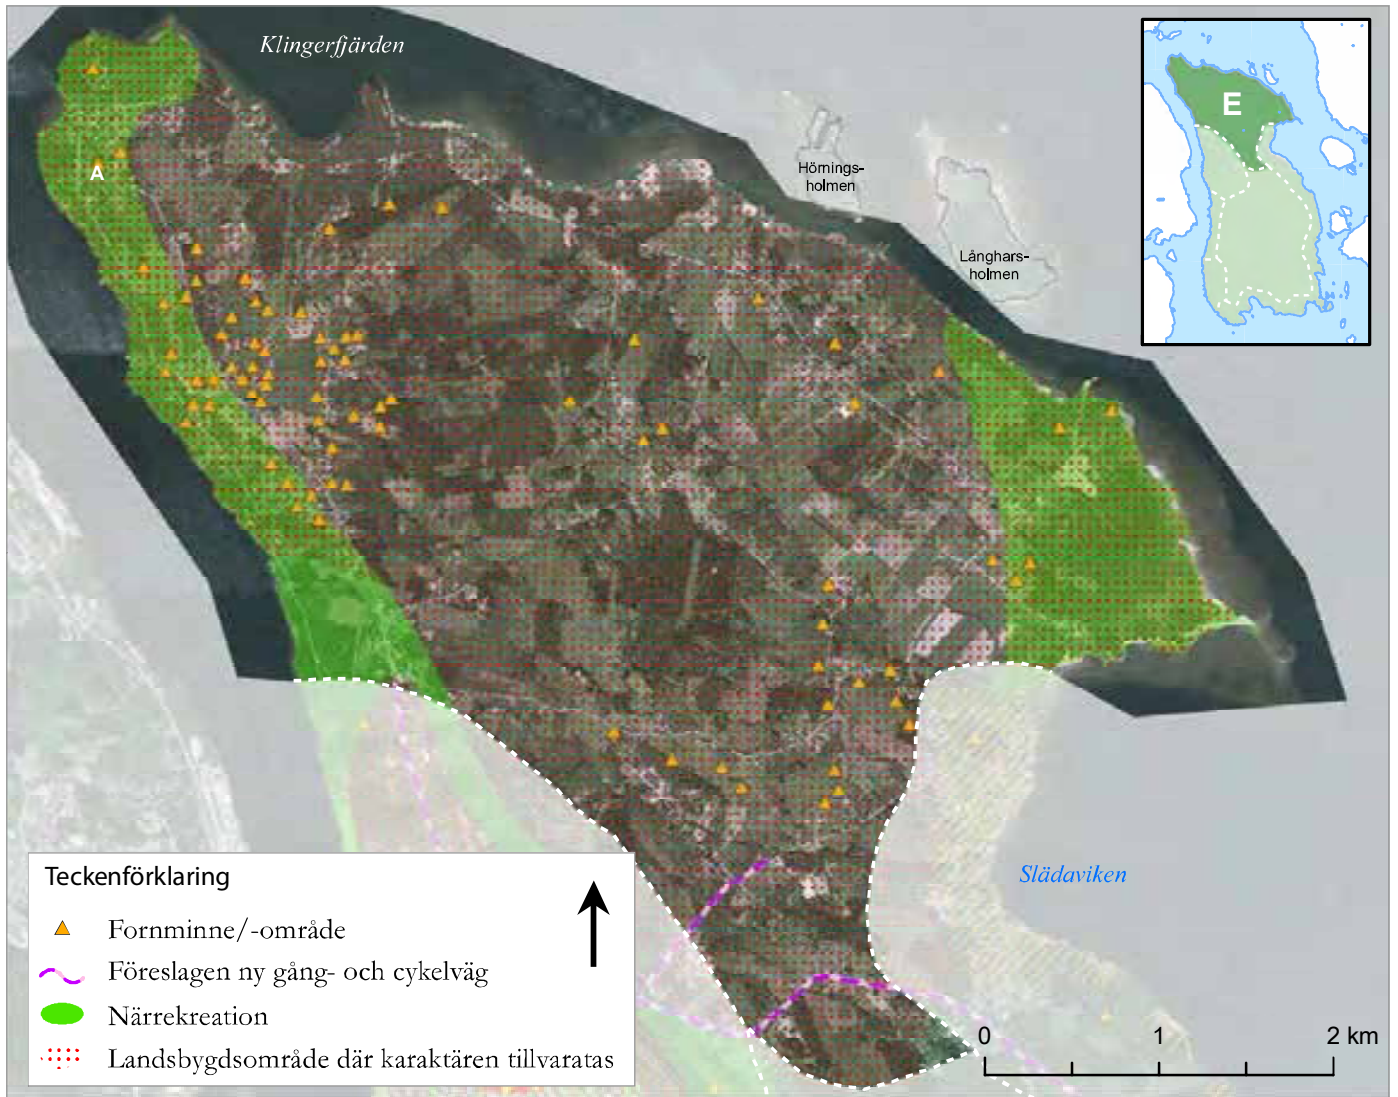 Klingerfjärden
E
Hörnings-
holmen
A
Långhars-
holmen
Slädaviken
Teckenförklaring
Fornminne/-område
Föreslagen ny gång- och cykelväg
Närrekreation
Landsbygdsområde där karaktären tillvaratas
0 1 2 km